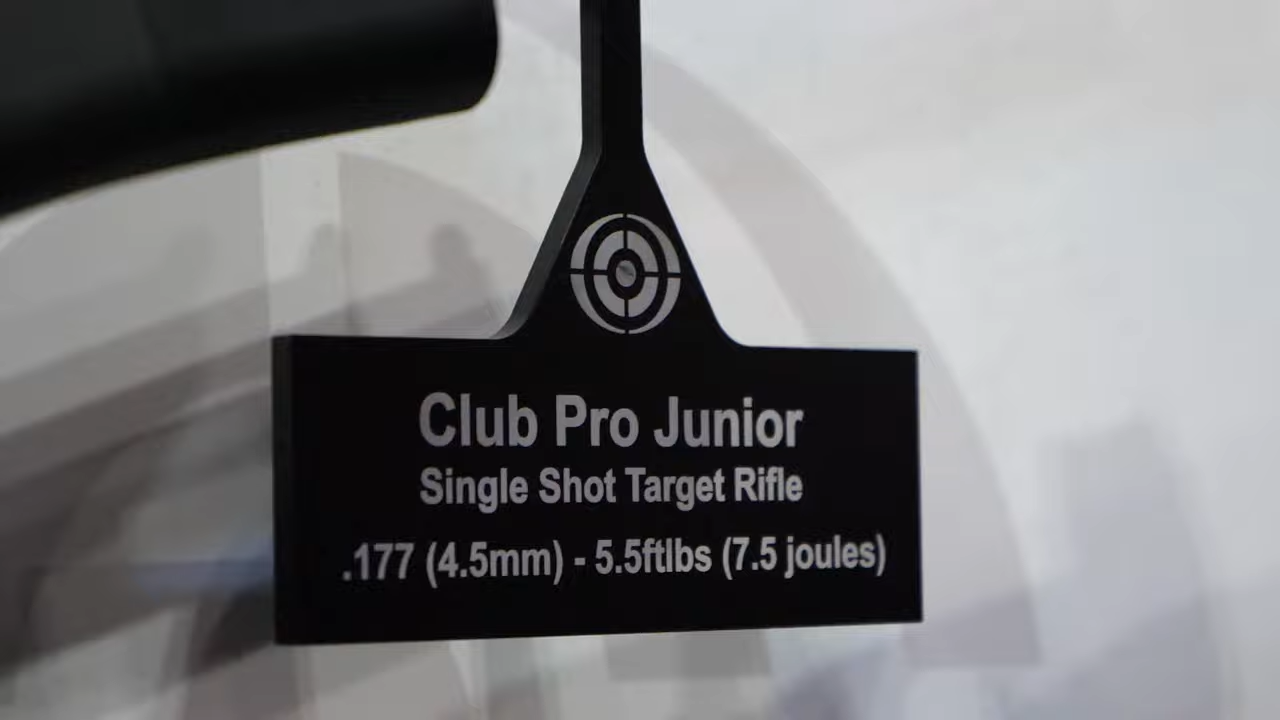 Club Pro Junior
Single Shot Target Rifle
.177 (4.5mm) - 5.5ftlbs (7.5 joules)